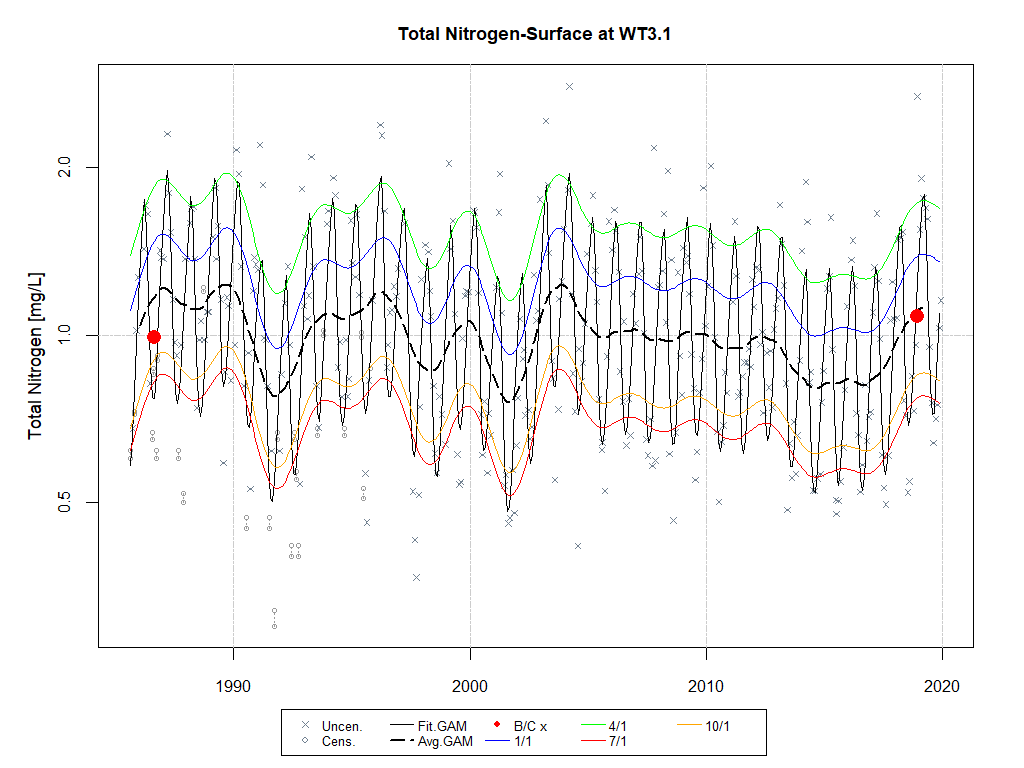 Total Nitrogen-Surface at WT3.1
Total Nitrogen [mg/L]
2.0
1.0
0.5
1990 2000 2010 2020
Uncen. Fit.GAM B/C x 4/1 10/1
Cens. Avg.GAM 1/1 7/1